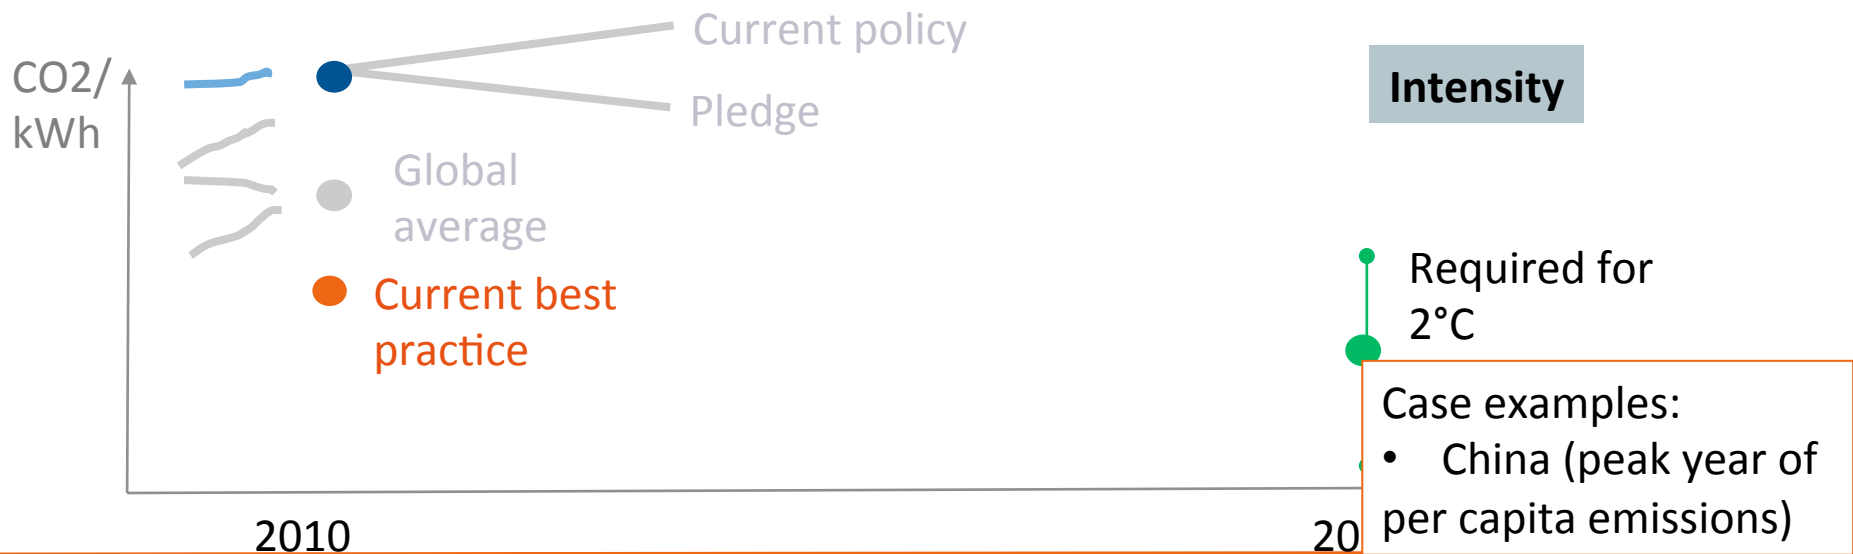 Current policy
CO2/
kWh
Intensity
Pledge
Global
average
Required for
2°C
Current best
practice
Case examples:
• China (peak year of
per capita emissions)
2010
20